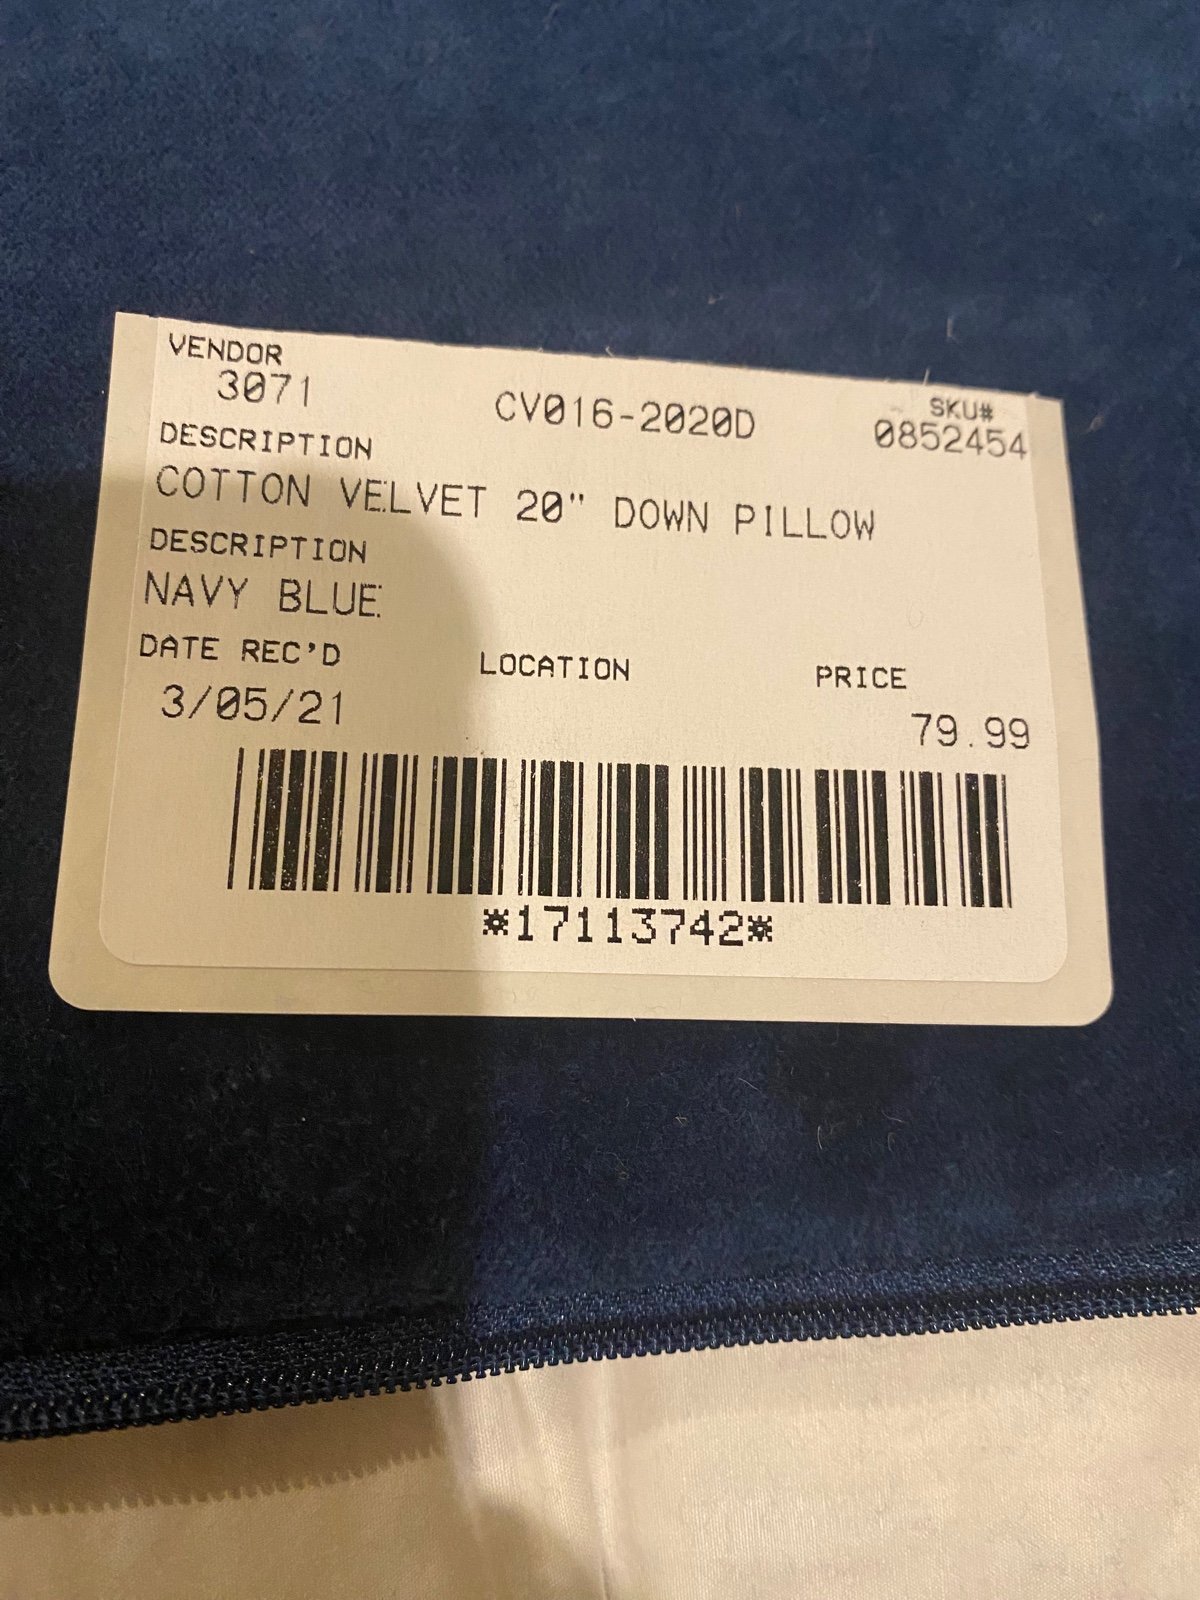 VENDOR
3071 CV016-2020D SKU#
0852454
DESCRIPTION
COTTON VELVET 20" DOWN PILLOW
DESCRIPTION
NAVY BLUE
DATE REC'D LOCATION PRICE
3/05/21 79.99
*17113742*